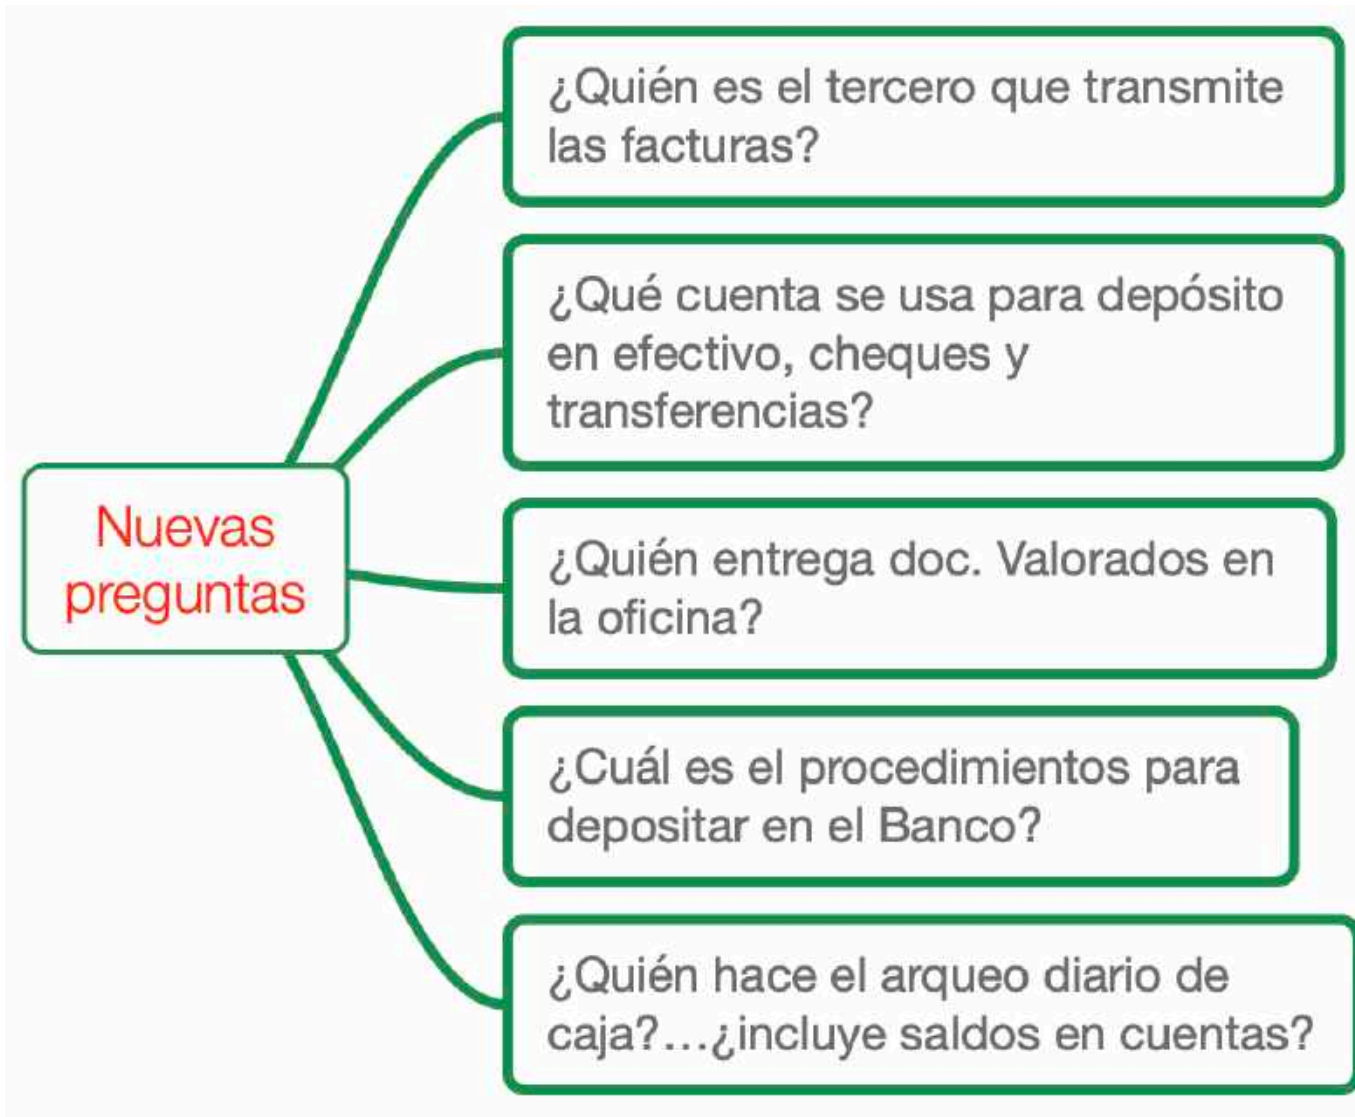 ¿Quién es el tercero que transmite
las facturas?
¿Qué cuenta se usa para depósito
en efectivo, cheques y
transferencias?
Nuevas
preguntas
¿Quién entrega doc. Valorados en
la oficina?
¿Cuál es el procedimientos para
depositar en el Banco?
¿Quién hace el arqueo diario de
caja?...¿incluye saldos en cuentas?